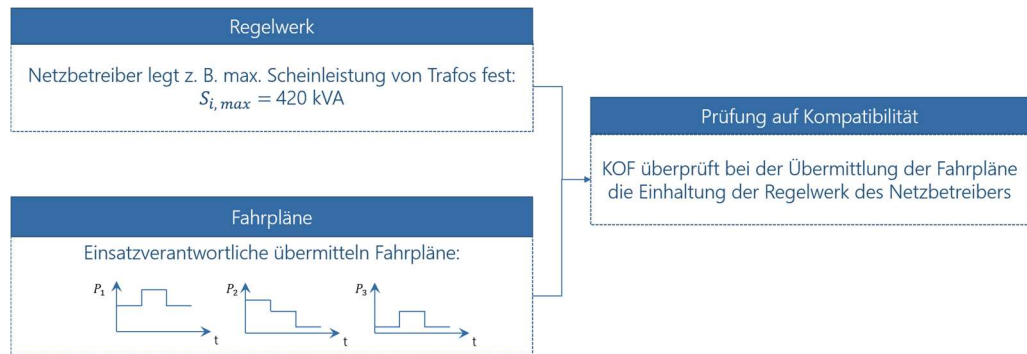 Regelwerk
Netzbetreiber legt z. B. max. Scheinleistung von Trafos fest:
S_{i, max} = 420 kVA
Prüfung auf Kompatibilität
KOF überprüft bei der Übermittlung der Fahrpläne
die Einhaltung der Regelwerk des Netzbetreibers
Fahrpläne
Einsatzverantwortliche übermitteln Fahrpläne:
P₁
t
P₂
t
P₃
t